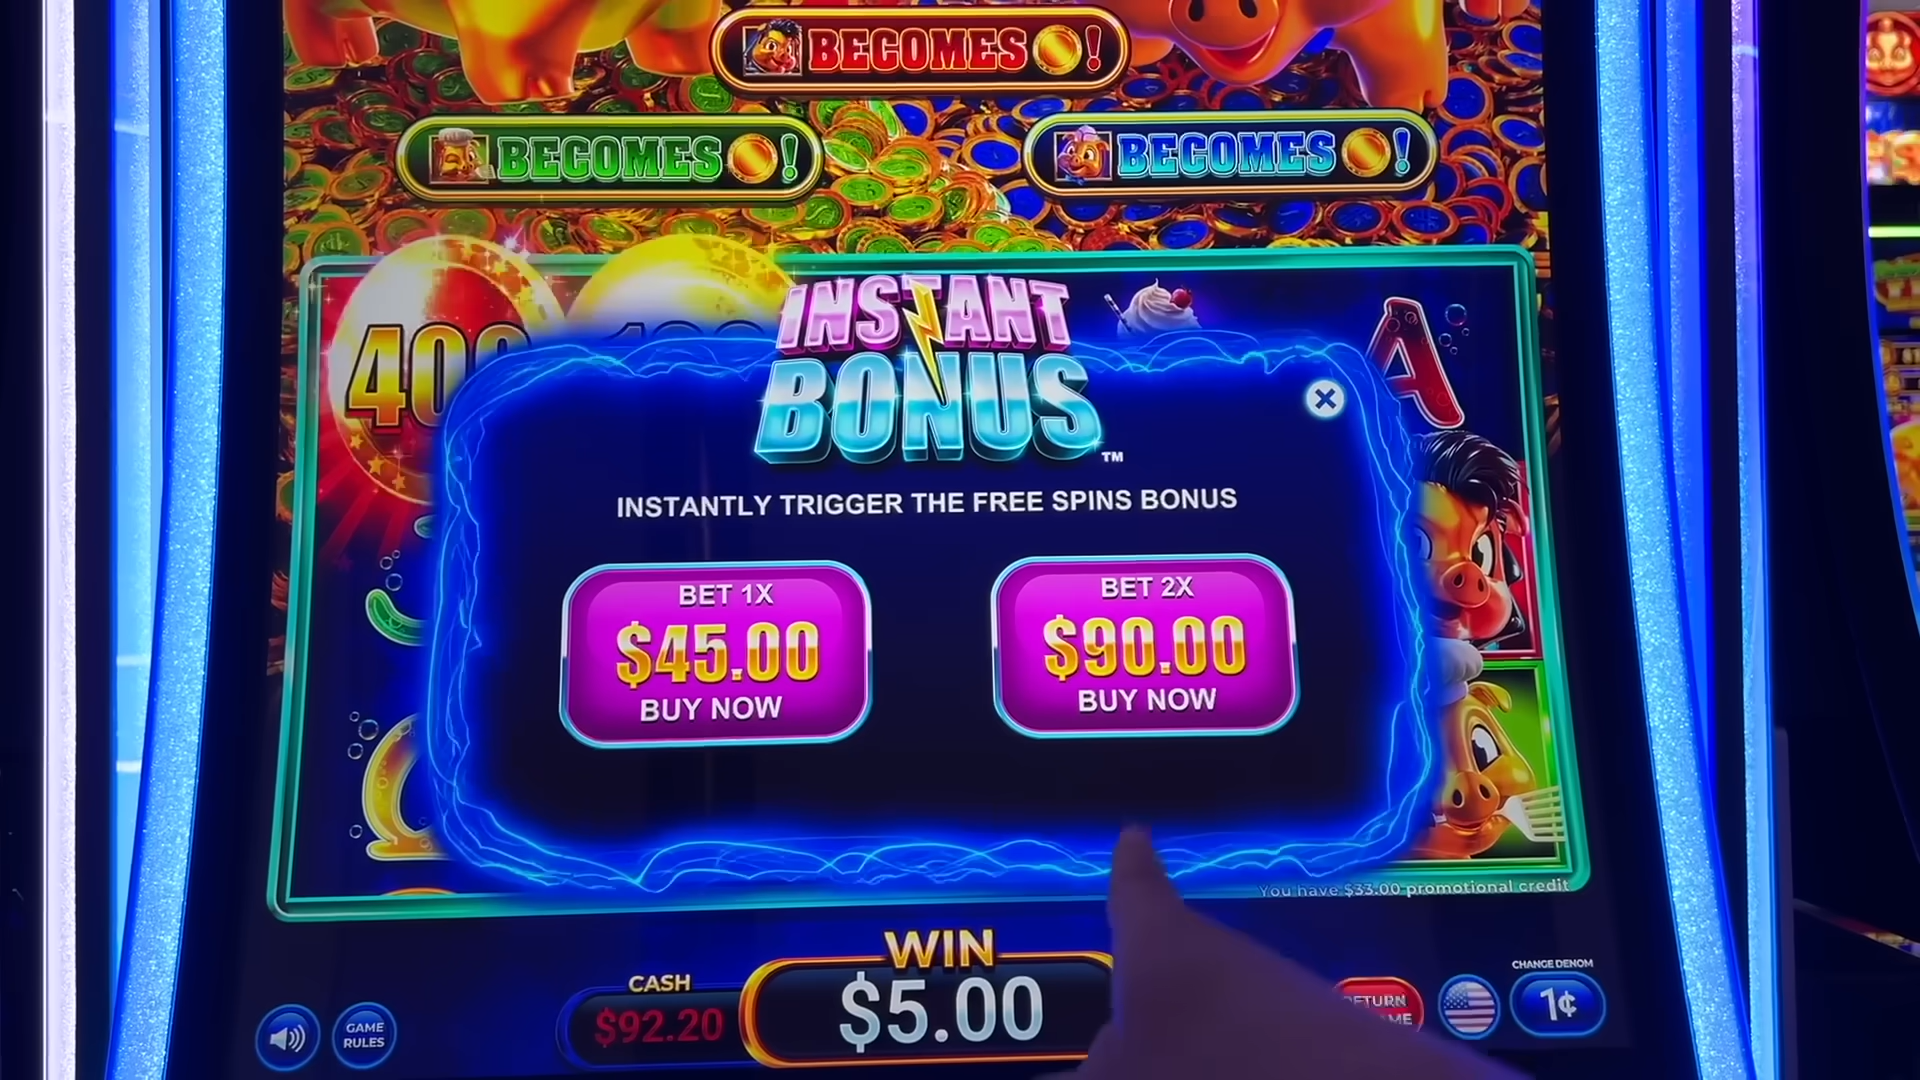 BECOMES !
BECOMES !
BECOMES !
INSTANT
BONUS
™
INSTANTLY TRIGGER THE FREE SPINS BONUS
BET 1X
$45.00
BUY NOW
BET 2X
$90.00
BUY NOW
400
A
You have $33.00 promotional credit
WIN
$5.00
CASH
$92.20
GAME
RULES
CHANGE DENOM
1¢